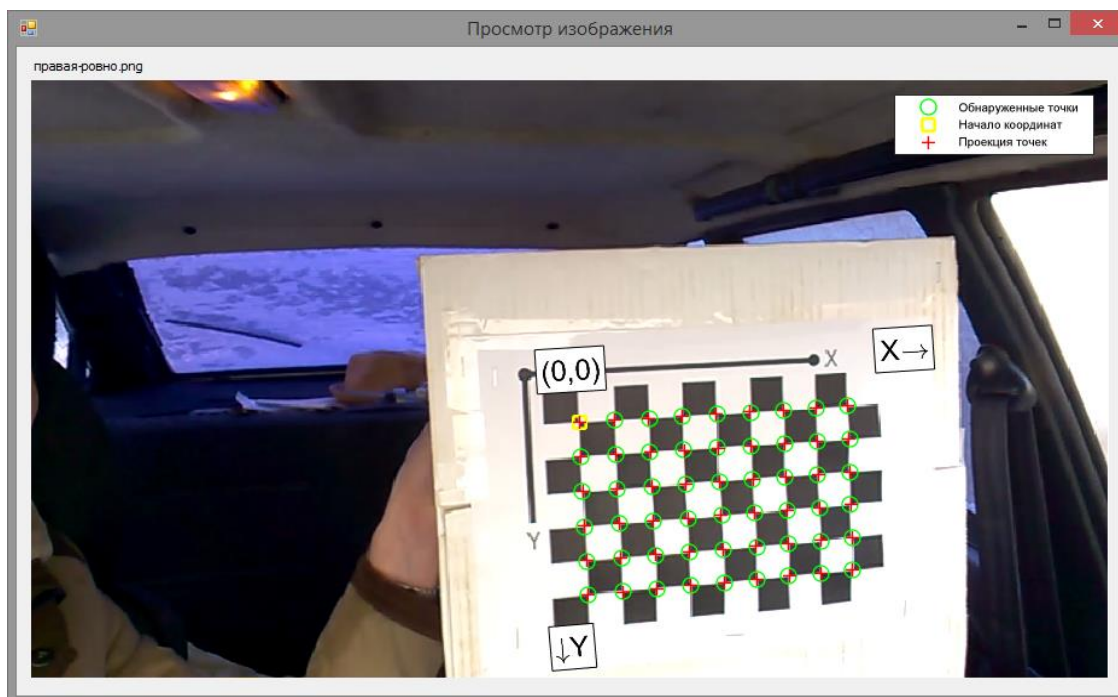 Просмотр изображения
правая-ровно.png
Обнаруженные точки
Начало координат
Проекция точек
X→
(0,0)
X
Y
↓Y